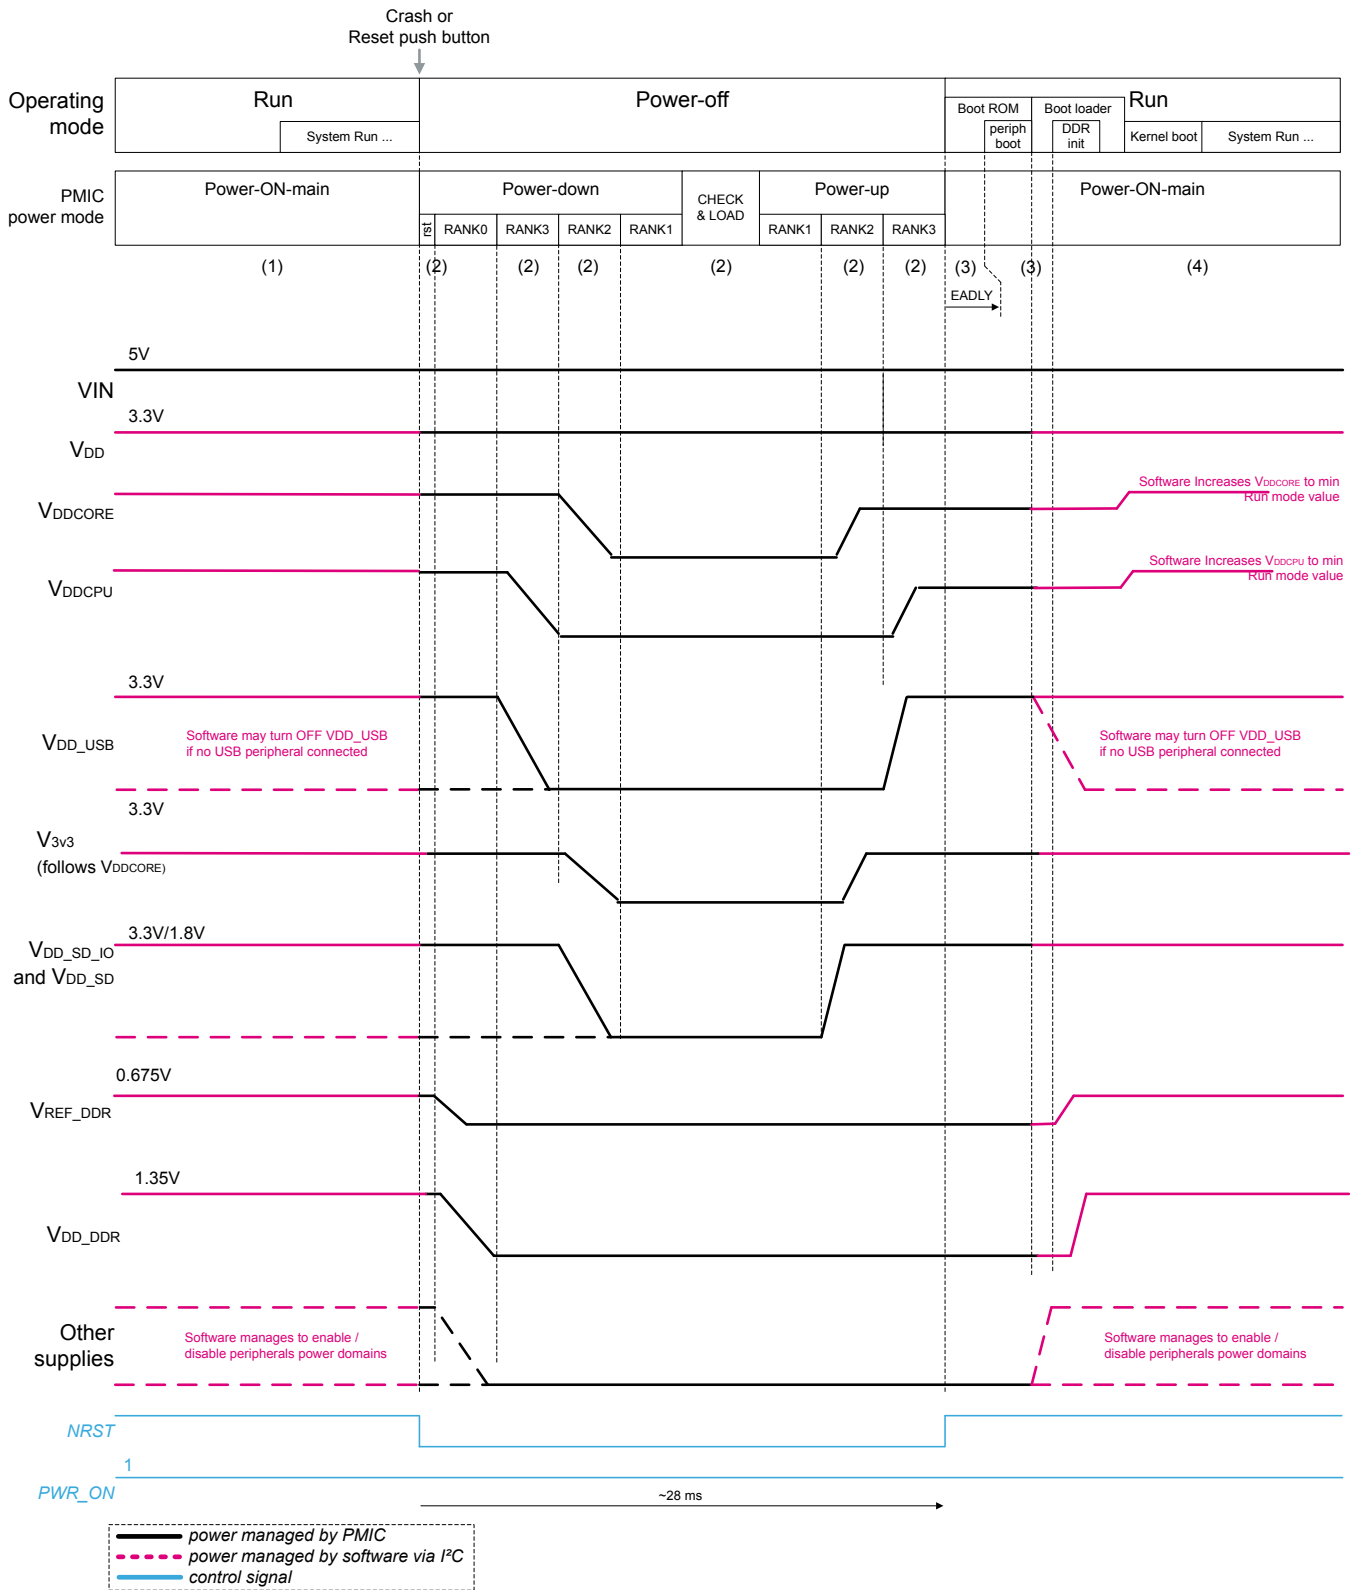 Crash or
Reset push button
Operating
mode
Run
Power-off
Run
System Run ...
Boot ROM
Boot loader
periph
boot
DDR
init
Kernel boot
System Run ...
PMIC
power mode
Power-ON-main
Power-down
CHECK
& LOAD
Power-up
Power-ON-main
rst
RANK0
RANK3
RANK2
RANK1
RANK1
RANK2
RANK3
(1)
(2)
(2)
(2)
(2)
(2)
(2)
(3)
(3)
(4)
EADLY
5V
VIN
3.3V
VDD
VDDCORE
Software Increases VDDCORE to min
Run mode value
VDDCPU
Software Increases VDDCPU to min
Run mode value
3.3V
VDD_USB
Software may turn OFF VDD_USB
if no USB peripheral connected
Software may turn OFF VDD_USB
if no USB peripheral connected
3.3V
V3v3
(follows VDDCORE)
3.3V/1.8V
VDD_SD_IO
and VDD_SD
0.675V
VREF_DDR
1.35V
VDD_DDR
Other
supplies
Software manages to enable /
disable peripherals power domains
Software manages to enable /
disable peripherals power domains
NRST
1
PWR_ON
~28 ms
power managed by PMIC
power managed by software via I²C
control signal